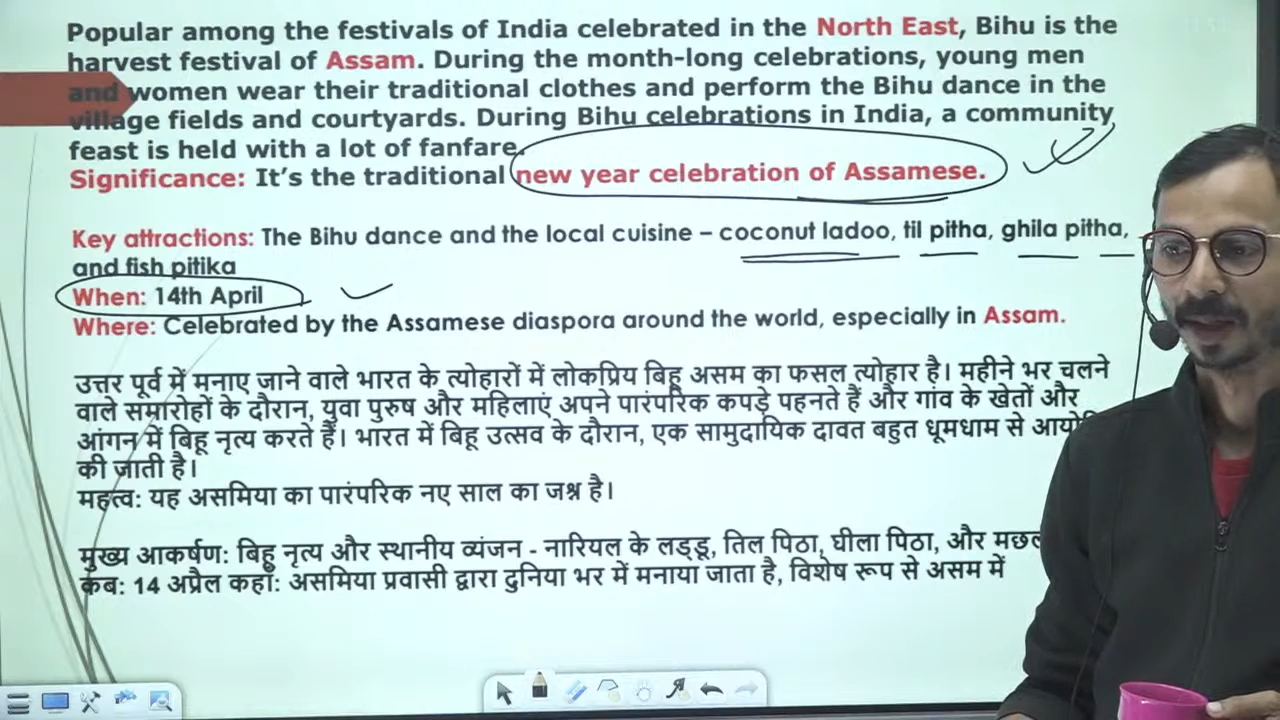 Popular among the festivals of India celebrated in the North East, Bihu is the
harvest festival of Assam. During the month-long celebrations, young men
and women wear their traditional clothes and perform the Bihu dance in the
village fields and courtyards. During Bihu celebrations in India, a community
feast is held with a lot of fanfare.
Significance: It's the traditional new year celebration of Assamese.
Key attractions: The Bihu dance and the local cuisine – coconut ladoo, til pitha, ghila pitha,
and fish pitika
When: 14th April
Where: Celebrated by the Assamese diaspora around the world, especially in Assam.
उत्तर पूर्व में मनाए जाने वाले भारत के त्योहारों में लोकप्रिय बिहू असम का फसल त्योहार है। महीने भर चलने
वाले समारोहों के दौरान, युवा पुरुष और महिलाएं अपने पारंपरिक कपड़े पहनते हैं और गांव के खेतों और
आंगन में बिहू नृत्य करते हैं। भारत में बिहू उत्सव के दौरान, एक सामुदायिक दावत बहुत धूमधाम से
की जाती है।
महत्व: यह असमिया का पारंपरिक नए साल का जश्न है।
मुख्य आकर्षण: बिहू नृत्य और स्थानीय व्यंजन - नारियल के लड्डू, तिल पिठा, घीला पिठा, और
कब: 14 अप्रैल कहाँ: असमिया प्रवासी द्वारा दुनिया भर में मनाया जाता है, विशेष रूप से असम में